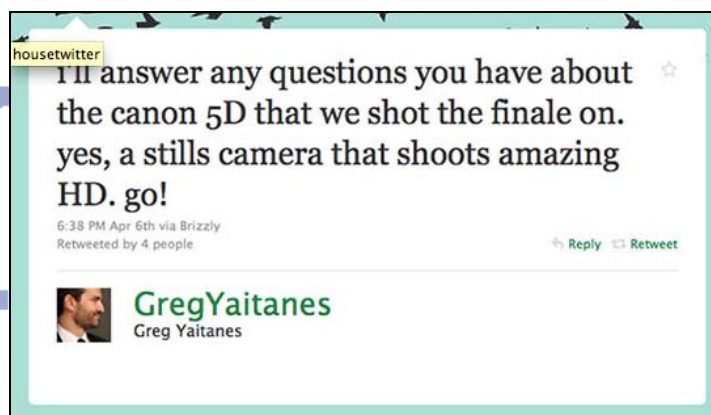 housetwitter
i'll answer any questions you have about
the canon 5D that we shot the finale on.
yes, a stills camera that shoots amazing
HD. go!
6:38 PM Apr 6th via Brizzly
Retweeted by 4 people
Reply Retweet
GregYaitanes
Greg Yaitanes